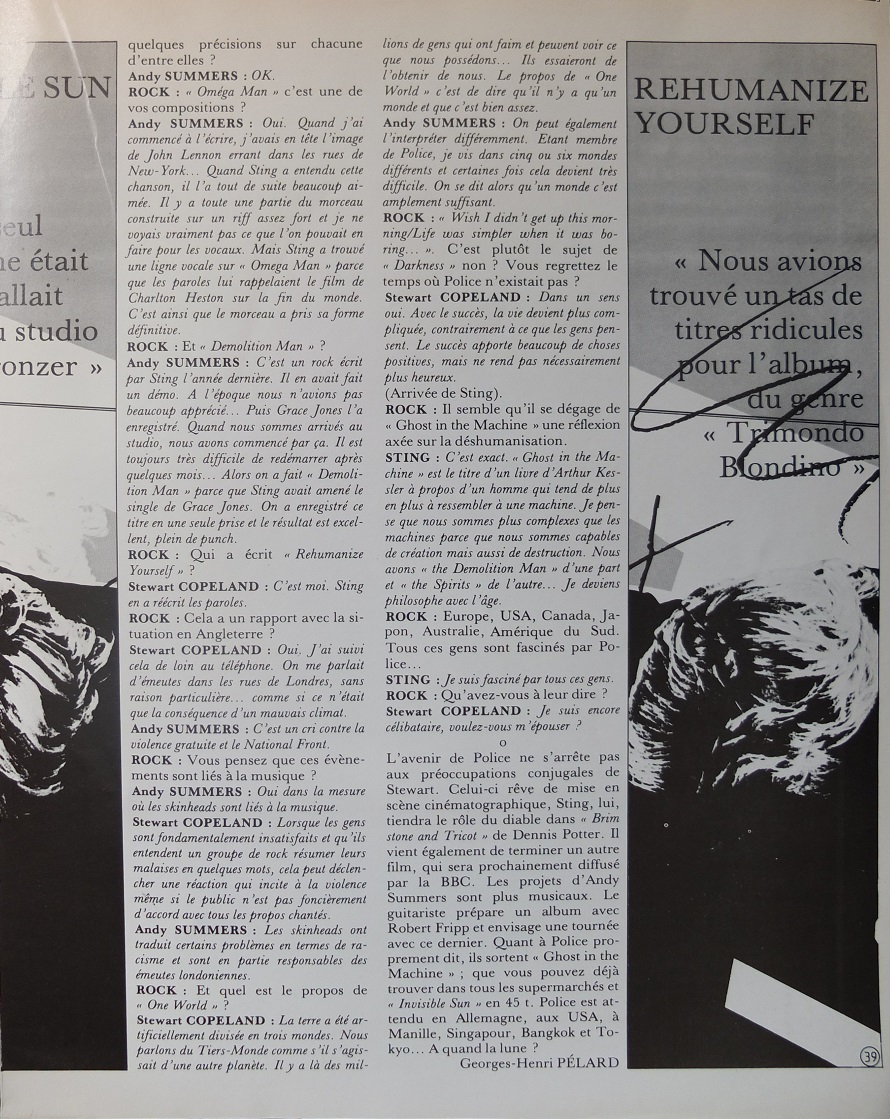 LE SUN
seul
ne était
allait
u studio
ronzer »
quelques précisions sur chacune
d'entre elles ?
Andy SUMMERS : OK.
ROCK : « Oméga Man » c'est une de
vos compositions ?
Andy SUMMERS : Oui. Quand j'ai
commencé à l'écrire, j'avais en tête l'image
de John Lennon errant dans les rues de
New-York... Quand Sting a entendu cette
chanson, il l'a tout de suite beaucoup ai-
mée. Il y a toute une partie du morceau
construite sur un riff assez fort et je ne
voyais vraiment pas ce que l'on pouvait en
faire pour les vocaux. Mais Sting a trouvé
une ligne vocale sur « Omega Man » parce
que les paroles lui rappelaient le film de
Charlton Heston sur la fin du monde.
C'est ainsi que le morceau a pris sa forme
définitive.
ROCK : Et « Demolition Man » ?
Andy SUMMERS : C'est un rock écrit
par Sting l'année dernière. Il en avait fait
un démo. A l'époque nous n'avions pas
beaucoup apprécié... Puis Grace Jones l'a
enregistré. Quand nous sommes arrivés au
studio, nous avons commencé par ça. Il est
toujours très difficile de redémarrer après
quelques mois... Alors on a fait « Demoli-
tion Man » parce que Sting avait amené le
single de Grace Jones. On a enregistré ce
titre en une seule prise et le résultat est excel-
lent, plein de punch.
ROCK : Qui a écrit « Rehumanize
Yourself » ?
Stewart COPELAND : C'est moi. Sting
en a réécrit les paroles.
ROCK : Cela a un rapport avec la si-
tuation en Angleterre ?
Stewart COPELAND : Oui. J'ai suivi
cela de loin au téléphone. On me parlait
d'émeutes dans les rues de Londres, sans
raison particulière... comme si ce n'était
que la conséquence d'un mauvais climat.
Andy SUMMERS : C'est un cri contre la
violence gratuite et le National Front.
ROCK : Vous pensez que ces évène-
ments sont liés à la musique ?
Andy SUMMERS : Oui dans la mesure
où les skinheads sont liés à la musique.
Stewart COPELAND : Lorsque les gens
sont fondamentalement insatisfaits et qu'ils
entendent un groupe de rock résumer leurs
malaises en quelques mots, cela peut déclen-
cher une réaction qui incite à la violence
même si le public n'est pas foncièrement
d'accord avec tous les propos chantés.
Andy SUMMERS : Les skinheads ont
traduit certains problèmes en termes de ra-
cisme et sont en partie responsables des
émeutes londoniennes.
ROCK : Et quel est le propos de
« One World » ?
Stewart COPELAND : La terre a été ar-
tificiellement divisée en trois mondes. Nous
parlons du Tiers-Monde comme s'il s'agis-
sait d'une autre planète. Il y a là des mil-
lions de gens qui ont faim et peuvent voir ce
que nous possédons... Ils essaieront de
l'obtenir de nous. Le propos de « One
World » c'est de dire qu'il n'y a qu'un
monde et que c'est bien assez.
Andy SUMMERS : On peut également
l'interpréter différemment. Etant membre
de Police, je vis dans cinq ou six mondes
différents et certaines fois cela devient très
difficile. On se dit alors qu'un monde c'est
amplement suffisant.
ROCK : « Wish I didn't get up this mor-
ning/Life was simpler when it was bo-
ring... ». C'est plutôt le sujet de
« Darkness » non ? Vous regrettez le
temps où Police n'existait pas ?
Stewart COPELAND : Dans un sens
oui. Avec le succès, la vie devient plus com-
pliquée, contrairement à ce que les gens pen-
sent. Le succès apporte beaucoup de choses
positives, mais ne rend pas nécessairement
plus heureux.
(Arrivée de Sting).
ROCK : Il semble qu'il se dégage de
« Ghost in the Machine » une réflexion
axée sur la déshumanisation.
STING : C'est exact. « Ghost in the Ma-
chine » est le titre d'un livre d'Arthur Kes-
sler à propos d'un homme qui tend de plus
en plus à ressembler à une machine. Je pen-
se que nous sommes plus complexes que les
machines parce que nous sommes capables
de création mais aussi de destruction. Nous
avons « the Demolition Man » d'une part
et « the Spirits » de l'autre... Je deviens
philosophe avec l'âge.
ROCK : Europe, USA, Canada, Ja-
pon, Australie, Amérique du Sud.
Tous ces gens sont fascinés par Po-
lice...
STING : Je suis fasciné par tous ces gens.
ROCK : Qu'avez-vous à leur dire ?
Stewart COPELAND : Je suis encore
célibataire, voulez-vous m'épouser ?
o
L'avenir de Police ne s'arrête pas
aux préoccupations conjugales de
Stewart. Celui-ci rêve de mise en
scène cinématographique, Sting, lui,
tiendra le rôle du diable dans « Brim
stone and Tricot » de Dennis Potter. Il
vient également de terminer un autre
film, qui sera prochainement diffusé
par la BBC. Les projets d'Andy
Summers sont plus musicaux. Le
guitariste prépare un album avec
Robert Fripp et envisage une tournée
avec ce dernier. Quant à Police pro-
prement dit, ils sortent « Ghost in the
Machine » ; que vous pouvez déjà
trouver dans tous les supermarchés et
« Invisible Sun » en 45 t. Police est at-
tendu en Allemagne, aux USA, à
Manille, Singapour, Bangkok et To-
kyo... A quand la lune ?
Georges-Henri PÉLARD
REHUMANIZE
YOURSELF
« Nous avions
trouvé un tas de
titres ridicules
pour l'album,
du genre
« Trimondo
Blondino »
39